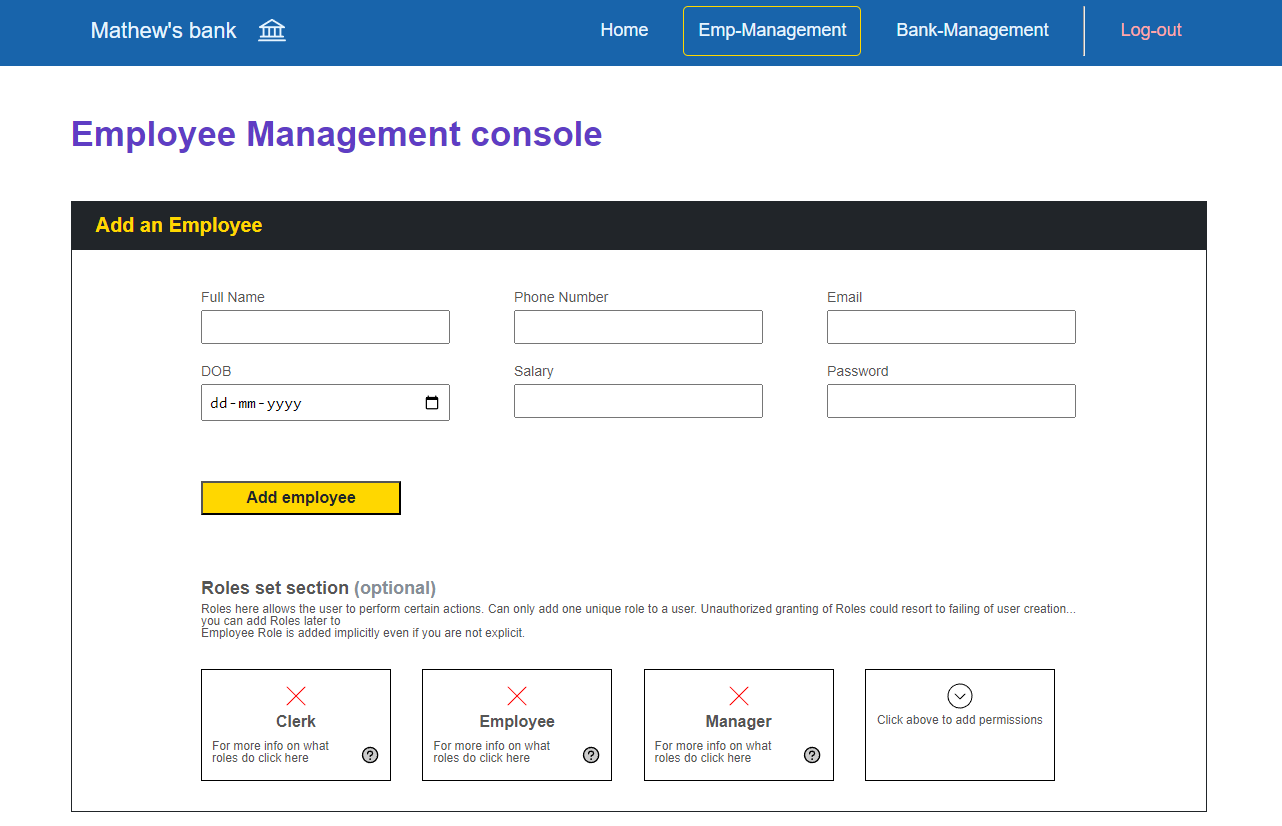 Mathew's bank
Home
Emp-Management
Bank-Management
Log-out
Employee Management console
Add an Employee
Full Name
Phone Number
Email
DOB
Salary
Password
dd-mm-yyyy
Add employee
Roles set section (optional)
Roles here allows the user to perform certain actions. Can only add one unique role to a user. Unauthorized granting of Roles could resort to failing of user creation...
you can add Roles later to
Employee Role is added implicitly even if you are not explicit.
Clerk
For more info on what
roles do click here
?
Employee
For more info on what
roles do click here
?
Manager
For more info on what
roles do click here
?
Click above to add permissions